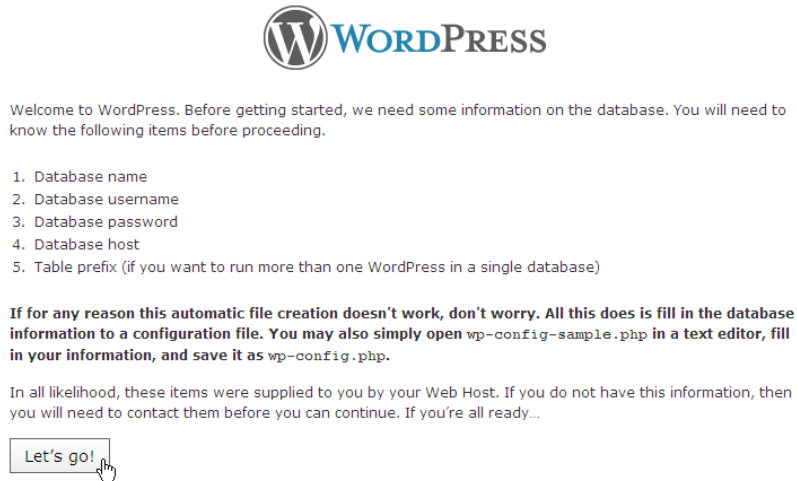 WORDPRESS
Welcome to WordPress. Before getting started, we need some information on the database. You will need to
know the following items before proceeding.
1. Database name
2. Database username
3. Database password
4. Database host
5. Table prefix (if you want to run more than one WordPress in a single database)
If for any reason this automatic file creation doesn't work, don't worry. All this does is fill in the database
information to a configuration file. You may also simply open wp-config-sample.php in a text editor, fill
in your information, and save it as wp-config.php.
In all likelihood, these items were supplied to you by your Web Host. If you do not have this information, then
you will need to contact them before you can continue. If you’re all ready…
Let’s go!